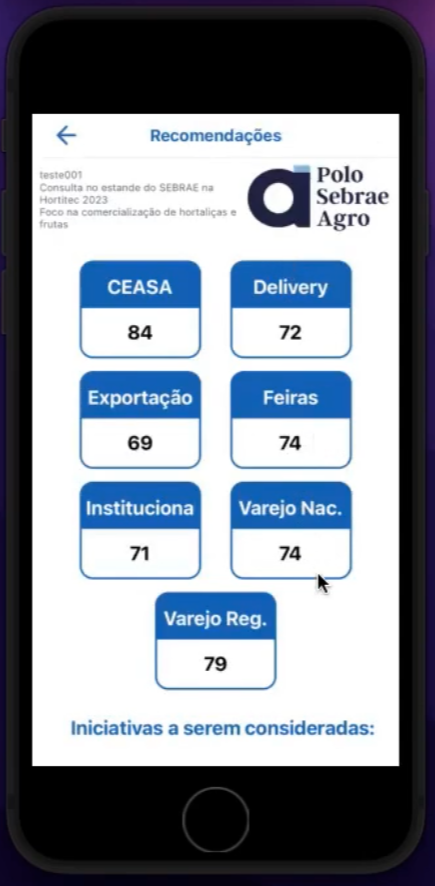 Recomendações
teste001
Consulta no estande do SEBRAE na
Hortitec 2023
Foco na comercialização de hortaliças e
frutas
Polo
Sebrae
Agro
CEASA
84
Delivery
72
Exportação
69
Feiras
74
Instituciona
71
Varejo Nac.
74
Varejo Reg.
79
Iniciativas a serem consideradas: